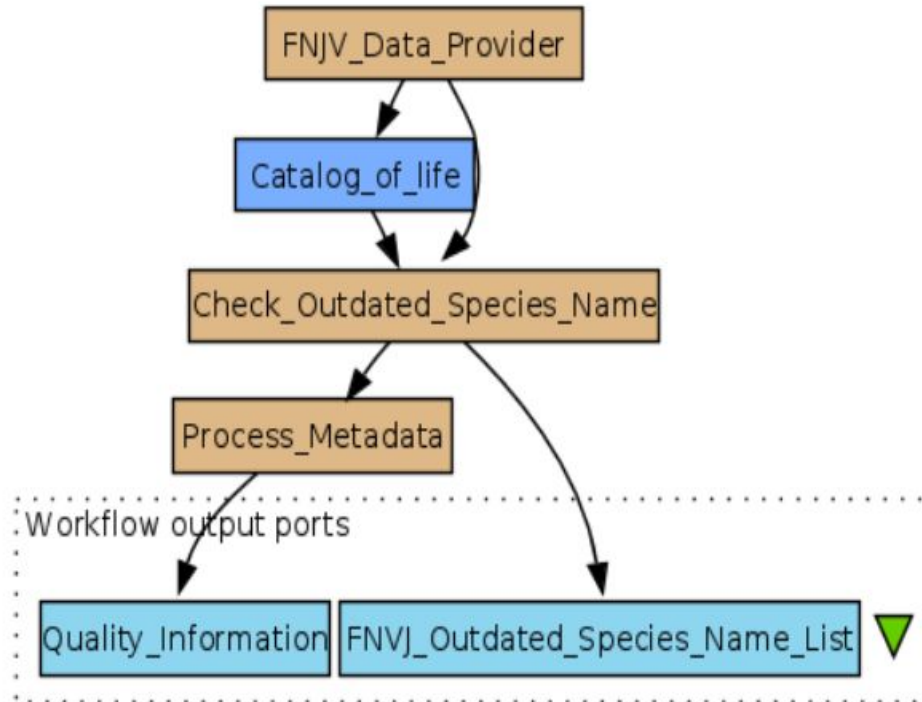 FNJV_Data_Provider
Catalog_of_life
Check_Outdated_Species_Name
Process_Metadata
Workflow output ports
Quality_Information
FNVJ_Outdated_Species_Name_List